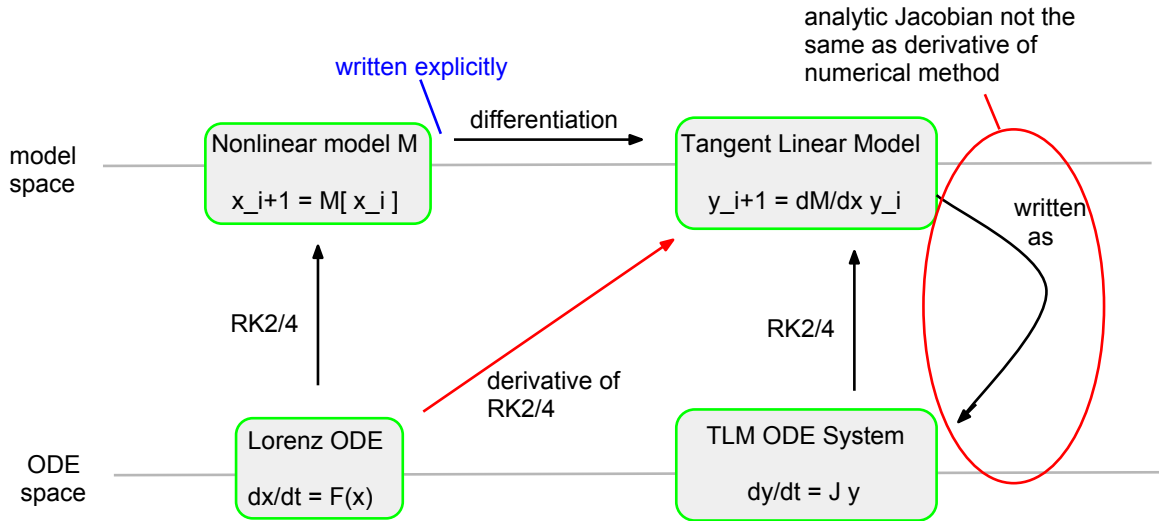 analytic Jacobian not the
same as derivative of
numerical method
written explicitly
differentiation
model
space
Nonlinear model M
x_i+1 = M[ x_i ]
Tangent Linear Model
y_i+1 = dM/dx y_i
written
as
RK2/4
RK2/4
derivative of
RK2/4
ODE
space
Lorenz ODE
dx/dt = F(x)
TLM ODE System
dy/dt = J y